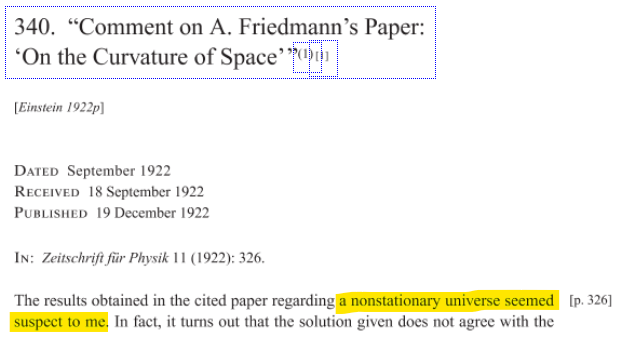 340. “Comment on A. Friedmann’s Paper:
‘On the Curvature of Space’”(1)[1]
[Einstein 1922p]
DATED September 1922
RECEIVED 18 September 1922
PUBLISHED 19 December 1922
IN: Zeitschrift für Physik 11 (1922): 326.
The results obtained in the cited paper regarding a nonstationary universe seemed [p. 326]
suspect to me. In fact, it turns out that the solution given does not agree with the